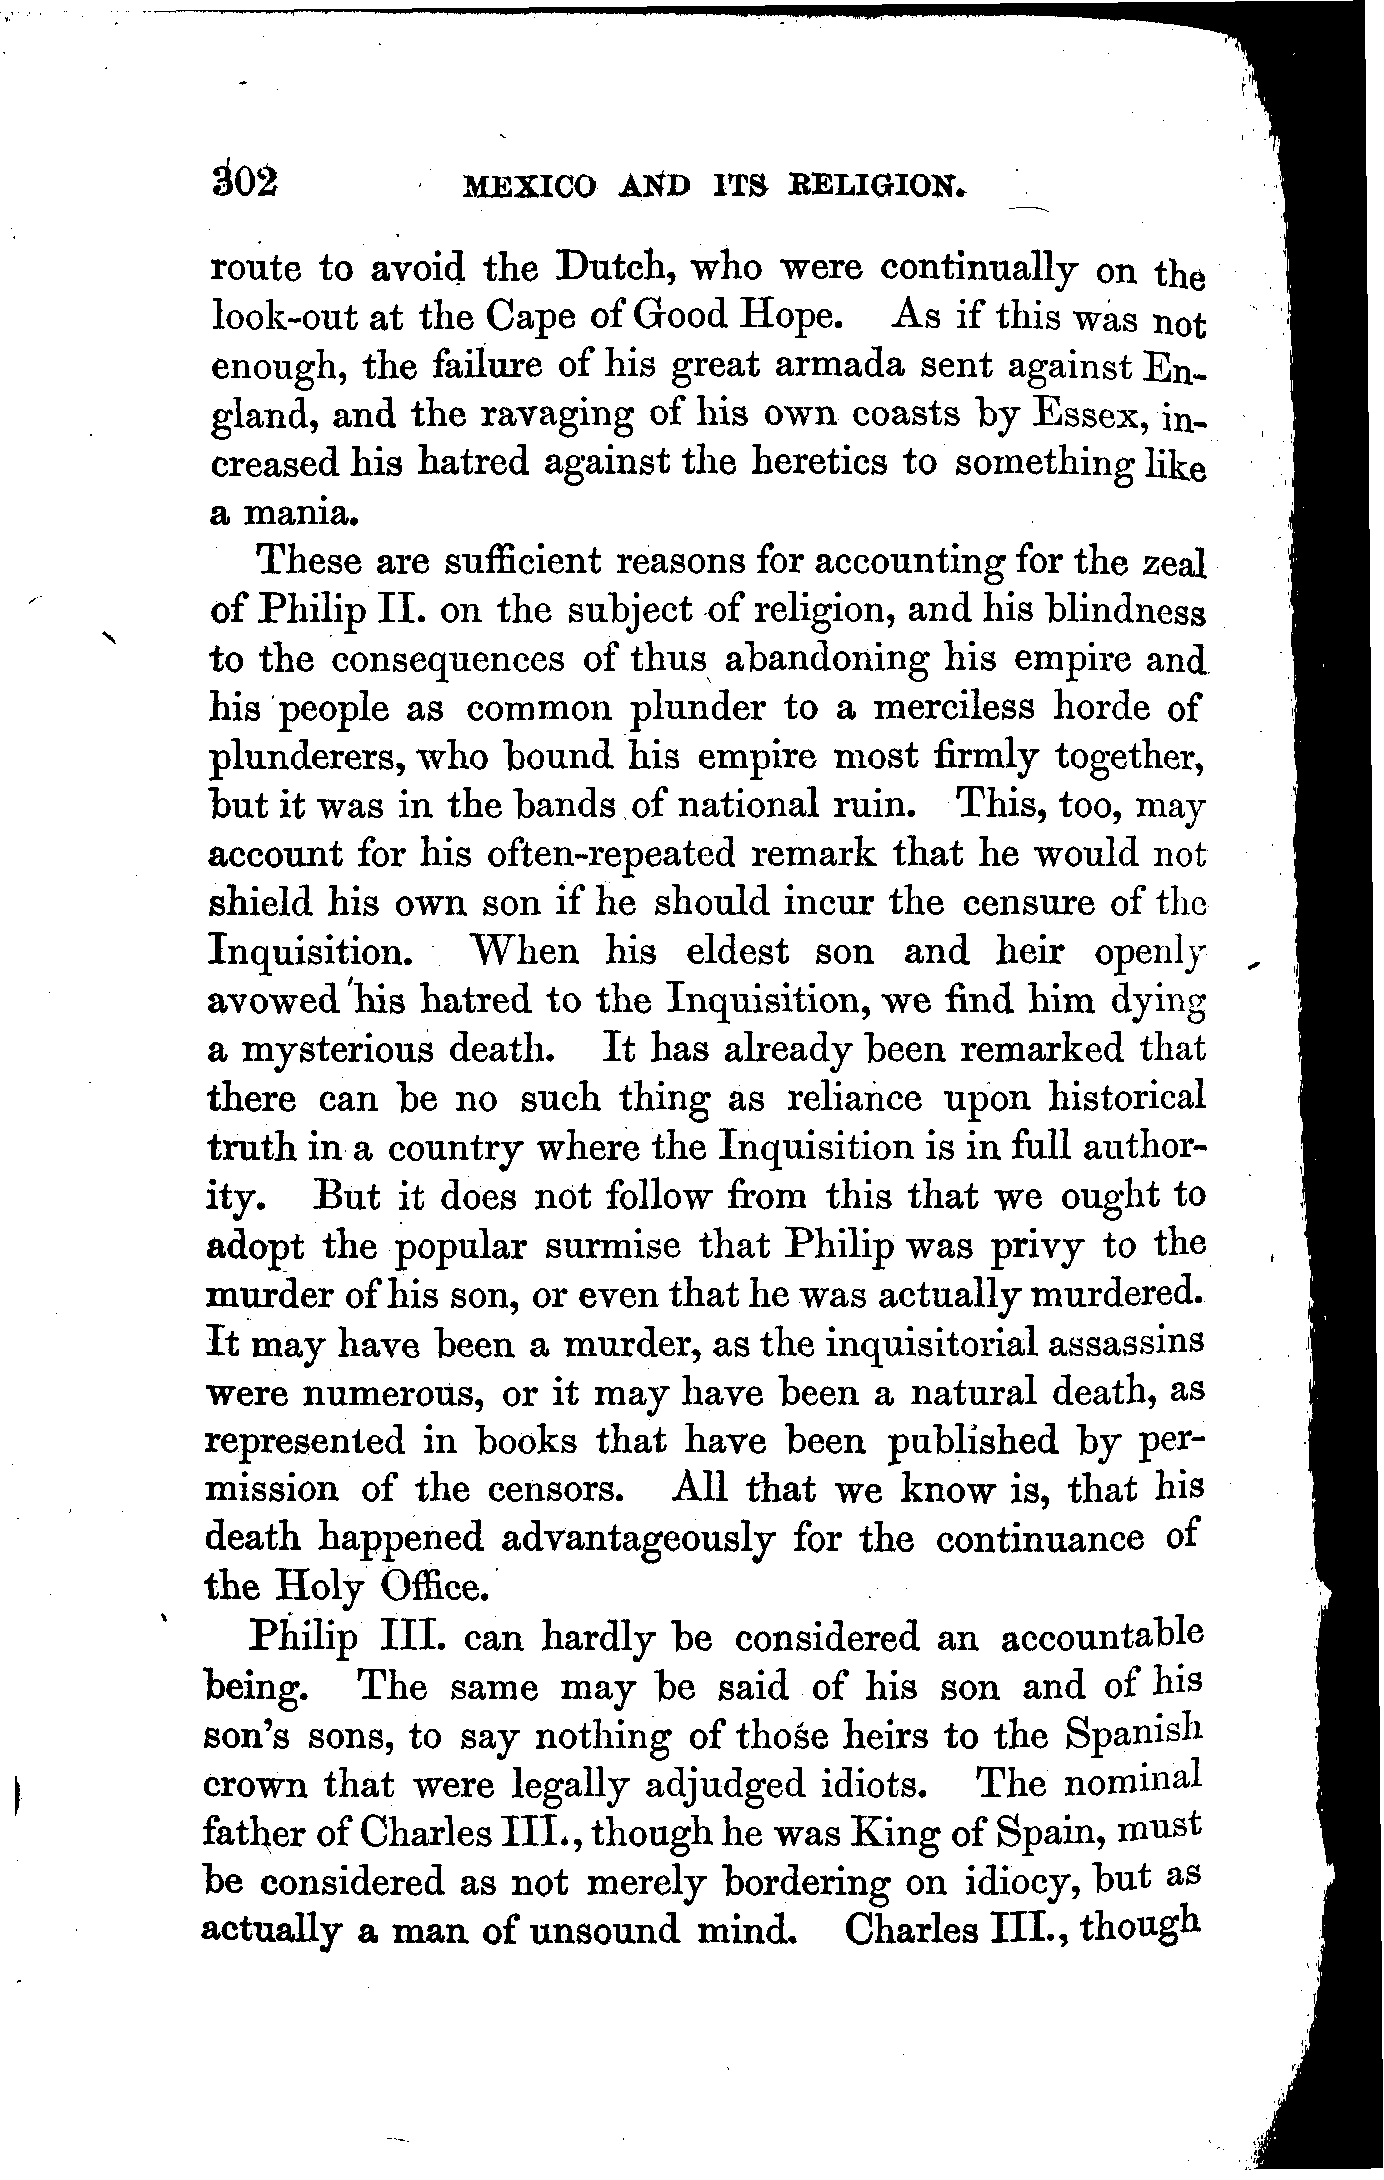 302 MEXICO AND ITS RELIGION.
route to avoid the Dutch, who were continually on the
look-out at the Cape of Good Hope. As if this was not
enough, the failure of his great armada sent against En-
gland, and the ravaging of his own coasts by Essex, in-
creased his hatred against the heretics to something like
a mania.
These are sufficient reasons for accounting for the zeal
of Philip II. on the subject of religion, and his blindness
to the consequences of thus abandoning his empire and
his people as common plunder to a merciless horde of
plunderers, who bound his empire most firmly together,
but it was in the bands of national ruin. This, too, may
account for his often-repeated remark that he would not
shield his own son if he should incur the censure of the
Inquisition. When his eldest son and heir openly
avowed his hatred to the Inquisition, we find him dying
a mysterious death. It has already been remarked that
there can be no such thing as reliance upon historical
truth in a country where the Inquisition is in full author-
ity. But it does not follow from this that we ought to
adopt the popular surmise that Philip was privy to the
murder of his son, or even that he was actually murdered.
It may have been a murder, as the inquisitorial assassins
were numerous, or it may have been a natural death, as
represented in books that have been published by per-
mission of the censors. All that we know is, that his
death happened advantageously for the continuance of
the Holy Office.
Philip III. can hardly be considered an accountable
being. The same may be said of his son and of his
son's sons, to say nothing of those heirs to the Spanish
crown that were legally adjudged idiots. The nominal
father of Charles III., though he was King of Spain, must
be considered as not merely bordering on idiocy, but as
actually a man of unsound mind. Charles III., though